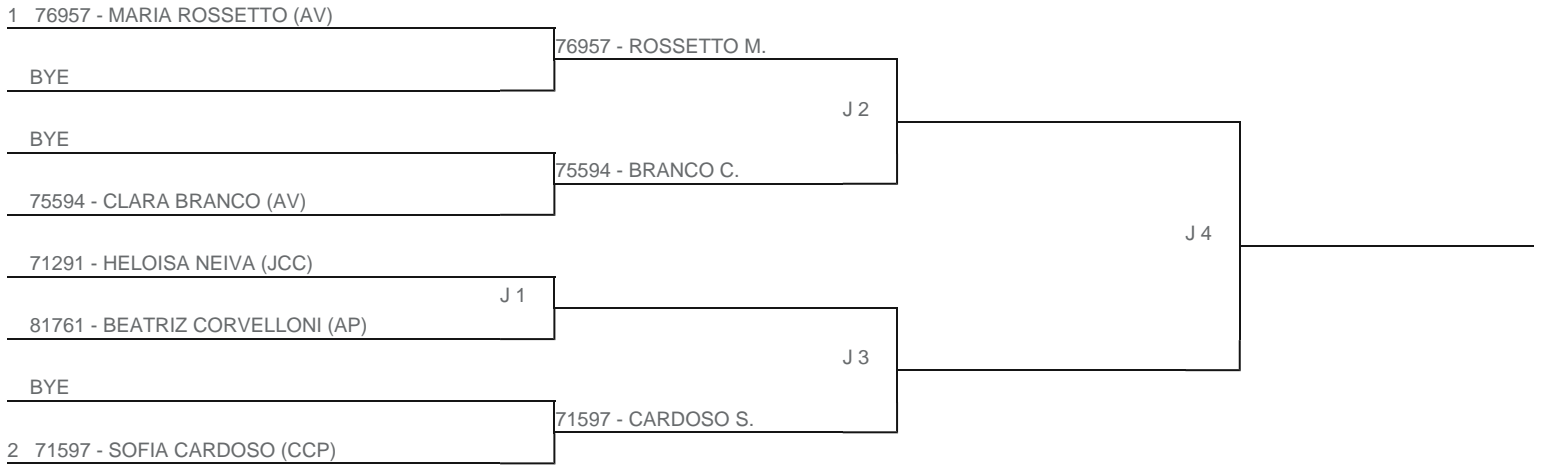 1 76957 - MARIA ROSSETTO (AV)
76957 - ROSSETTO M.
BYE
J 2
BYE
75594 - BRANCO C.
75594 - CLARA BRANCO (AV)
J 4
71291 - HELOISA NEIVA (JCC)
J 1
81761 - BEATRIZ CORVELLONI (AP)
J 3
BYE
71597 - CARDOSO S.
2 71597 - SOFIA CARDOSO (CCP)